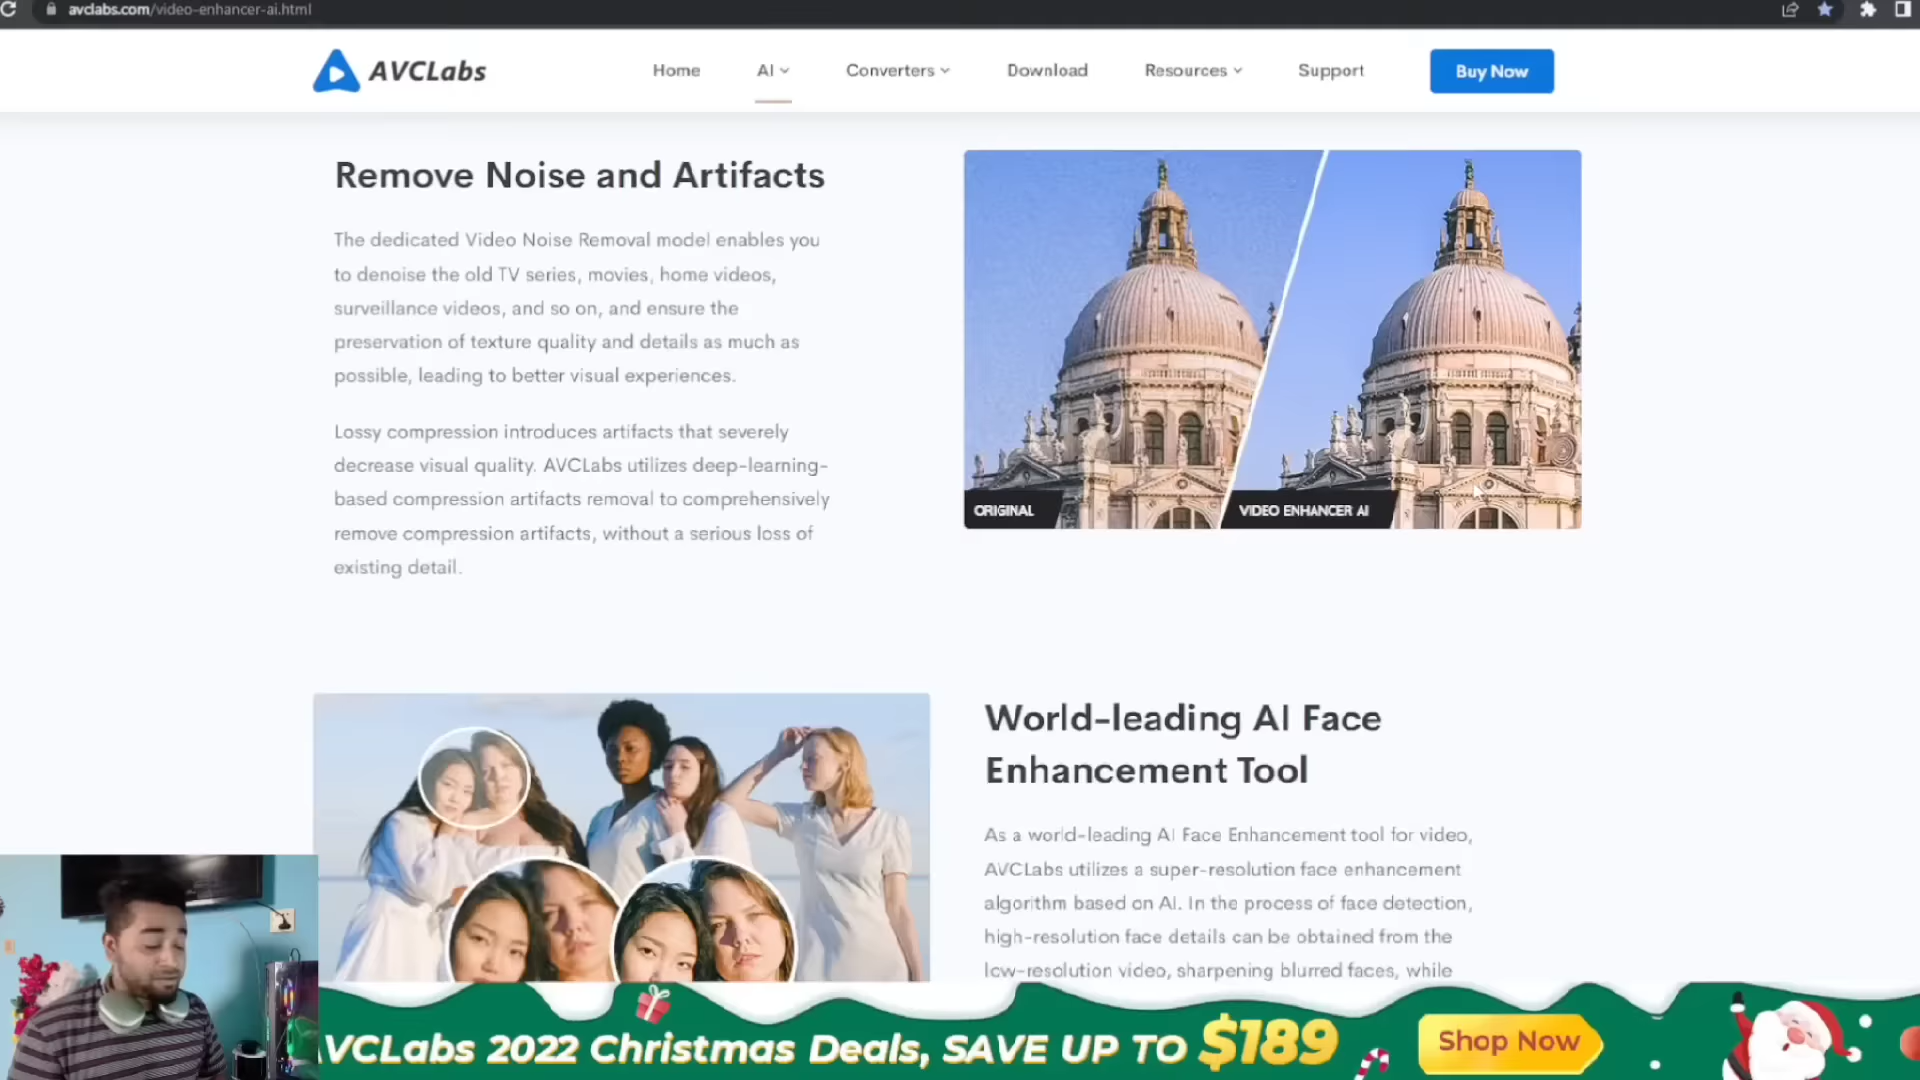 avclabs.com/video-enhancer-ai.html
AVCLabs
Home
AI
Converters
Download
Resources
Support
Buy Now
Remove Noise and Artifacts
The dedicated Video Noise Removal model enables you
to denoise the old TV series, movies, home videos,
surveillance videos, and so on, and ensure the
preservation of texture quality and details as much as
possible, leading to better visual experiences.
Lossy compression introduces artifacts that severely
decrease visual quality. AVCLabs utilizes deep-learning-
based compression artifacts removal to comprehensively
remove compression artifacts, without a serious loss of
existing detail.
ORIGINAL
VIDEO ENHANCER AI
World-leading AI Face
Enhancement Tool
As a world-leading AI Face Enhancement tool for video,
AVCLabs utilizes a super-resolution face enhancement
algorithm based on AI. In the process of face detection,
high-resolution face details can be obtained from the
low-resolution video, sharpening blurred faces, while
VCLabs 2022 Christmas Deals, SAVE UP TO $189
Shop Now